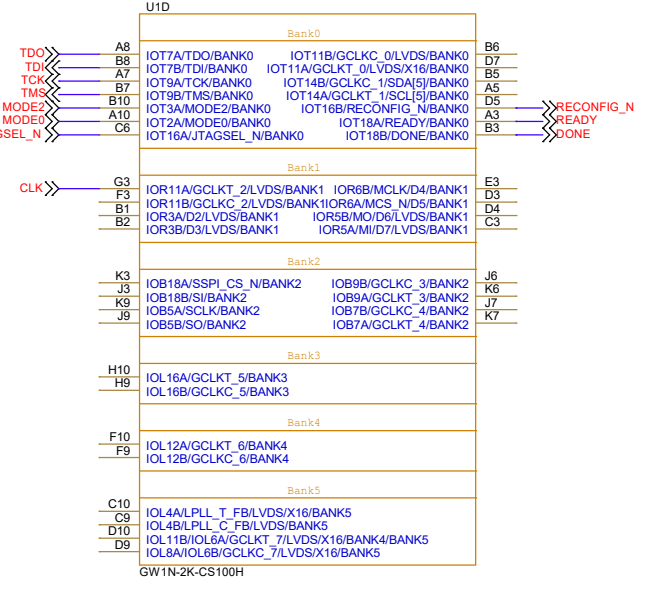 U1D
Bank0
TDO A8 IOT7A/TDO/BANK0 IOT11B/GCLKC_0/LVDS/BANK0 B6
TDI B8 IOT7B/TDI/BANK0 IOT11A/GCLKT_0/LVDS/X16/BANK0 D7
TCK A7 IOT9A/TCK/BANK0 IOT14B/GCLKC_1/SDA[5]/BANK0 B5
TMS B7 IOT9B/TMS/BANK0 IOT14A/GCLKT_1/SCL[5]/BANK0 A5
MODE2 B10 IOT3A/MODE2/BANK0 IOT16B/RECONFIG_N/BANK0 D5 RECONFIG_N
MODE0 A10 IOT2A/MODE0/BANK0 IOT18A/READY/BANK0 A3 READY
GSEL_N C6 IOT16A/JTAGSEL_N/BANK0 IOT18B/DONE/BANK0 B3 DONE
Bank1
CLK G3 IOR11A/GCLKT_2/LVDS/BANK1 IOR6B/MCLK/D4/BANK1 E3
F3 IOR11B/GCLKC_2/LVDS/BANK1 IOR6A/MCS_N/D5/BANK1 D3
B1 IOR3A/D2/LVDS/BANK1 IOR5B/MO/D6/LVDS/BANK1 D4
B2 IOR3B/D3/LVDS/BANK1 IOR5A/MI/D7/LVDS/BANK1 C3
Bank2
K3 IOB18A/SSPI_CS_N/BANK2 IOB9B/GCLKC_3/BANK2 J6
J3 IOB18B/SI/BANK2 IOB9A/GCLKT_3/BANK2 K6
K9 IOB5A/SCLK/BANK2 IOB7B/GCLKC_4/BANK2 J7
J9 IOB5B/SO/BANK2 IOB7A/GCLKT_4/BANK2 K7
Bank3
H10 IOL16A/GCLKT_5/BANK3
H9 IOL16B/GCLKC_5/BANK3
Bank4
F10 IOL12A/GCLKT_6/BANK4
F9 IOL12B/GCLKC_6/BANK4
Bank5
C10 IOL4A/LPLL_T_FB/LVDS/X16/BANK5
C9 IOL4B/LPLL_C_FB/LVDS/BANK5
D10 IOL11B/IOL6A/GCLKT_7/LVDS/X16/BANK4/BANK5
D9 IOL8A/IOL6B/GCLKC_7/LVDS/X16/BANK5
GW1N-2K-CS100H